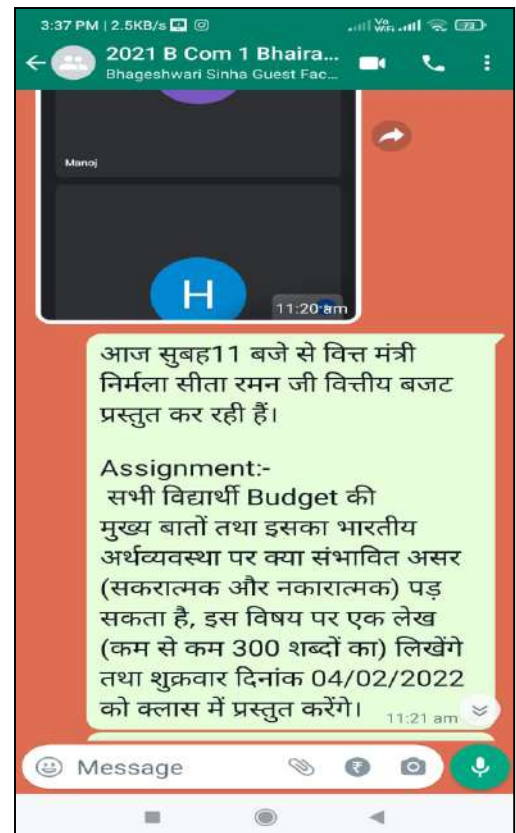 3:37 PM | 2.5KB/s
Vo
WiFi
73
2021 B Com 1 Bhaira...
Bhageshwari Sinha Guest Fac...
Manoj
H
11:20 am
आज सुबह11 बजे से वित्त मंत्री
निर्मला सीता रमन जी वित्तीय बजट
प्रस्तुत कर रही हैं।
Assignment:-
सभी विद्यार्थी Budget की
मुख्य बातों तथा इसका भारतीय
अर्थव्यवस्था पर क्या संभावित असर
(सकरात्मक और नकारात्मक) पड़
सकता है, इस विषय पर एक लेख
(कम से कम 300 शब्दों का) लिखेंगे
तथा शुक्रवार दिनांक 04/02/2022
को क्लास में प्रस्तुत करेंगे।
11:21 am
Message
₹